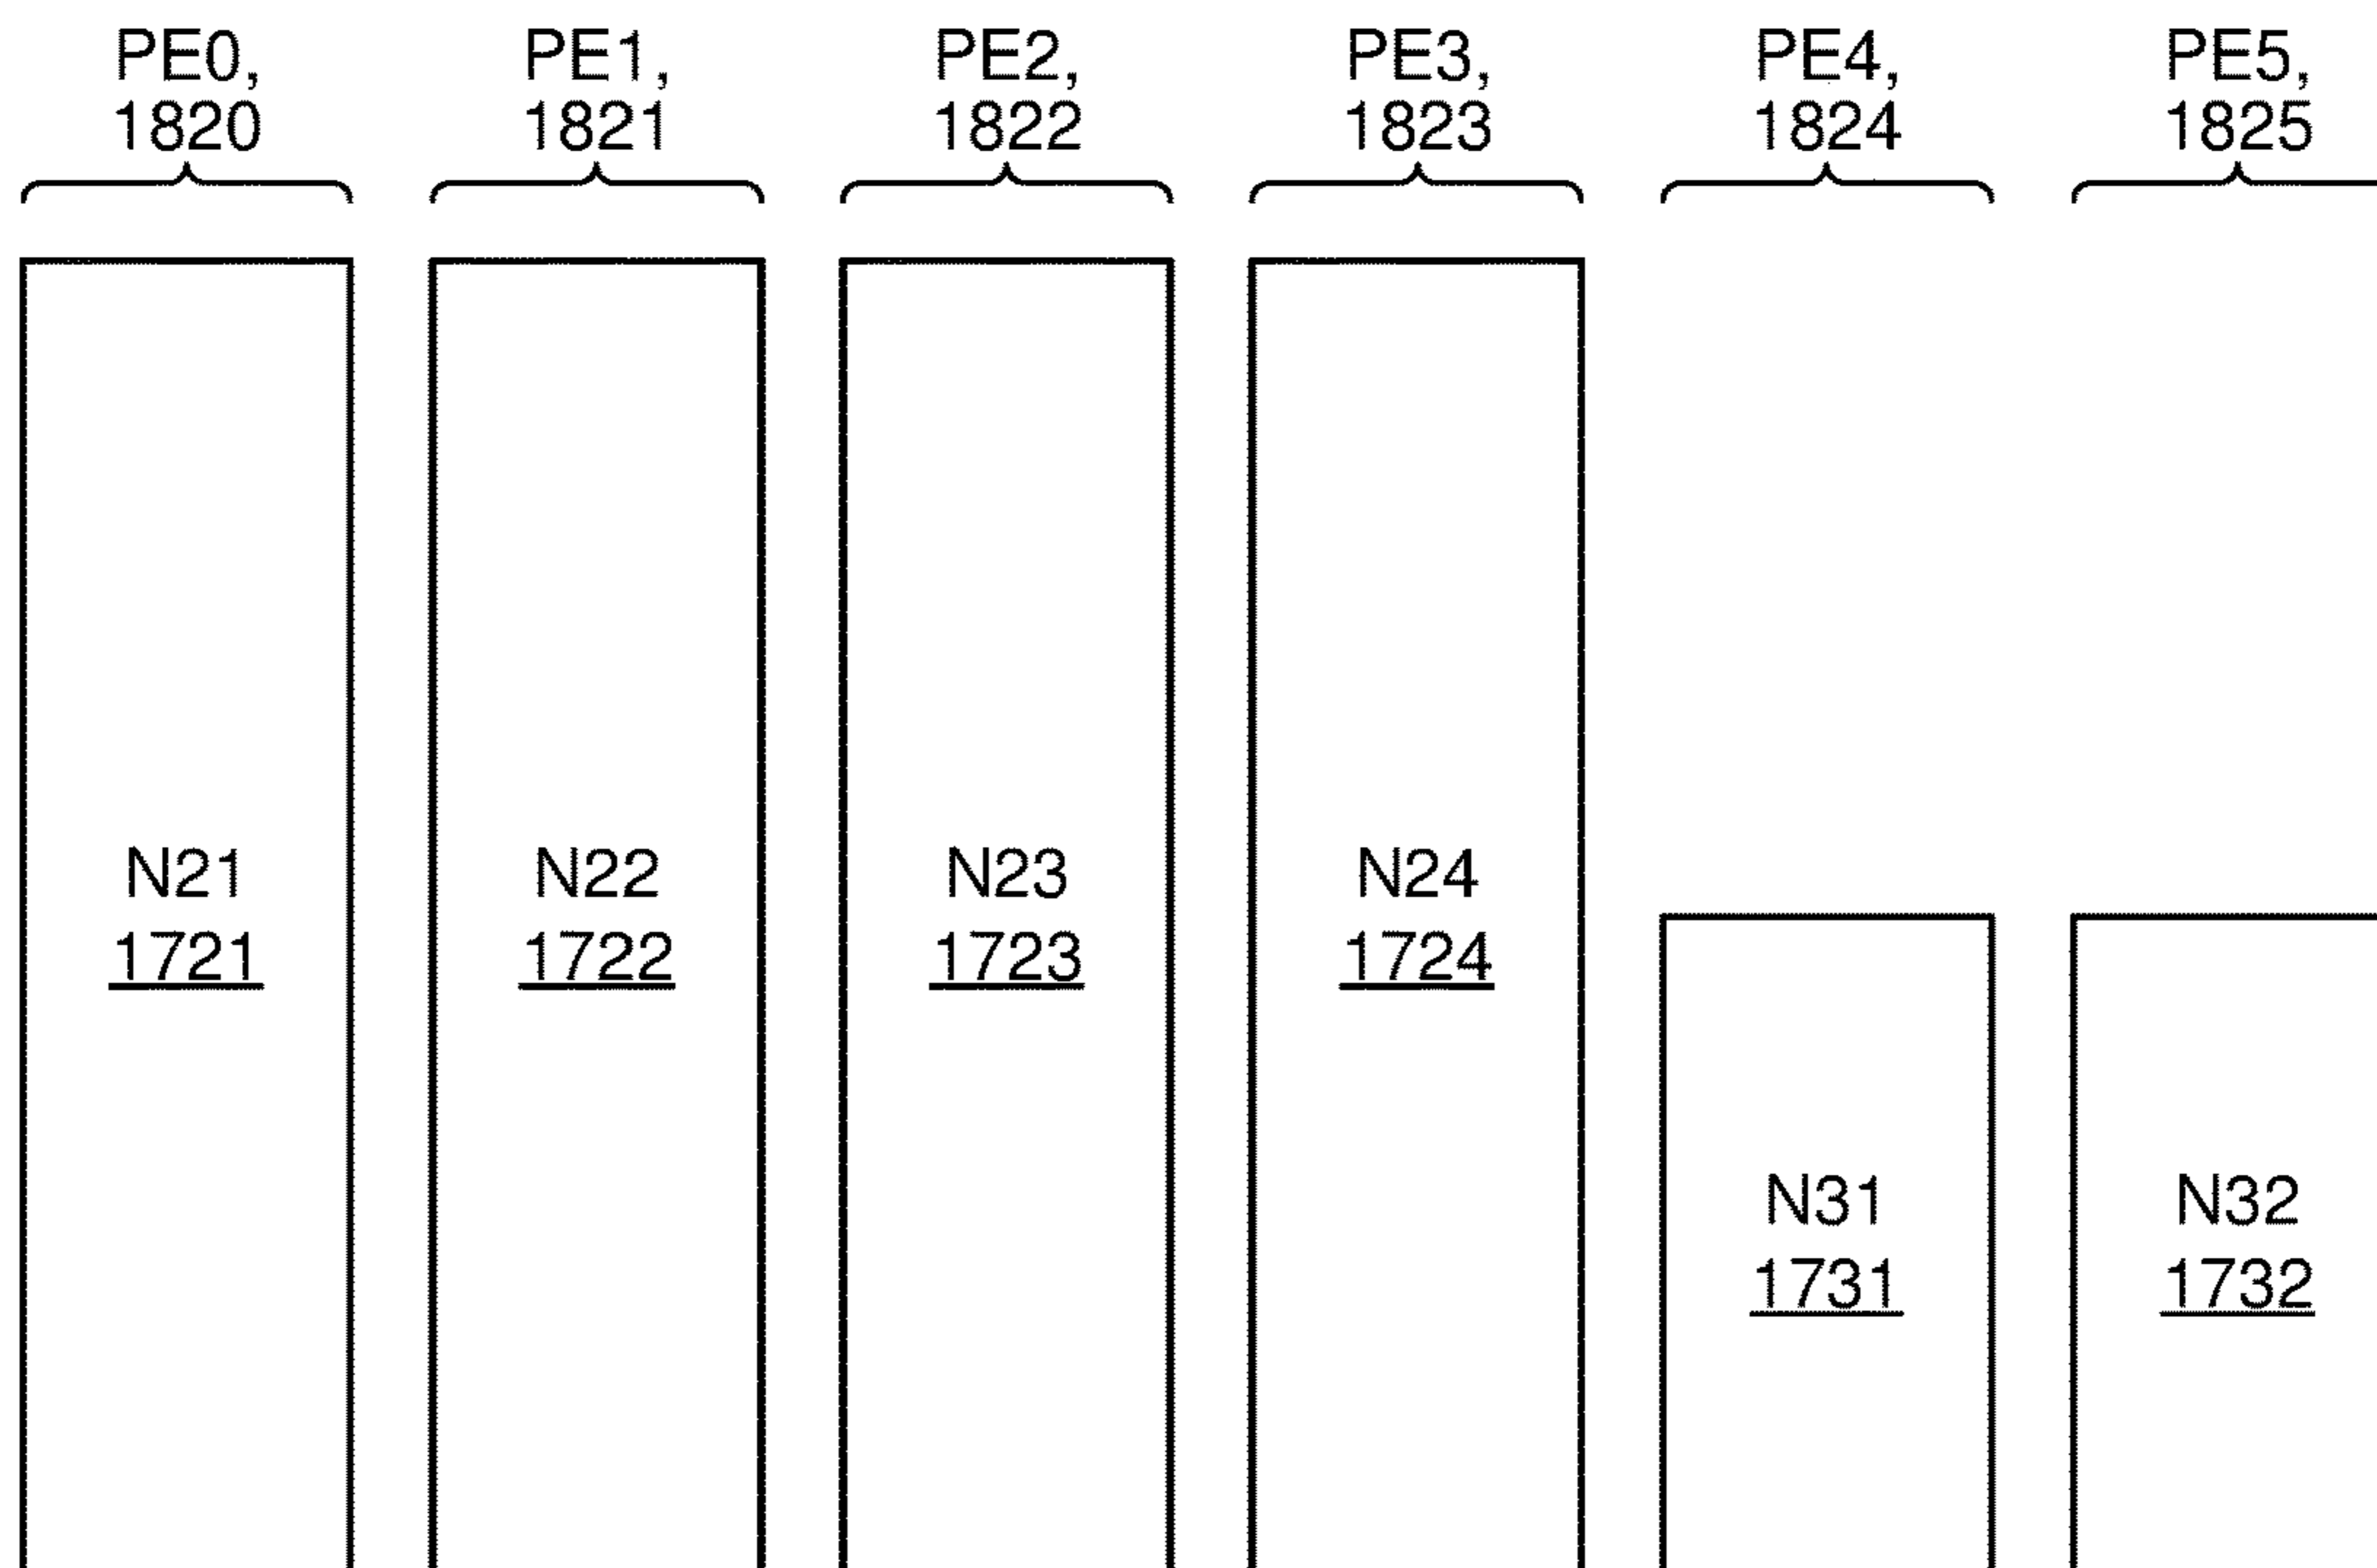 PE0,
1820
PE1,
1821
PE2,
1822
PE3,
1823
PE4,
1824
PE5,
1825
N21
1721
N22
1722
N23
1723
N24
1724
N31
1731
N32
1732